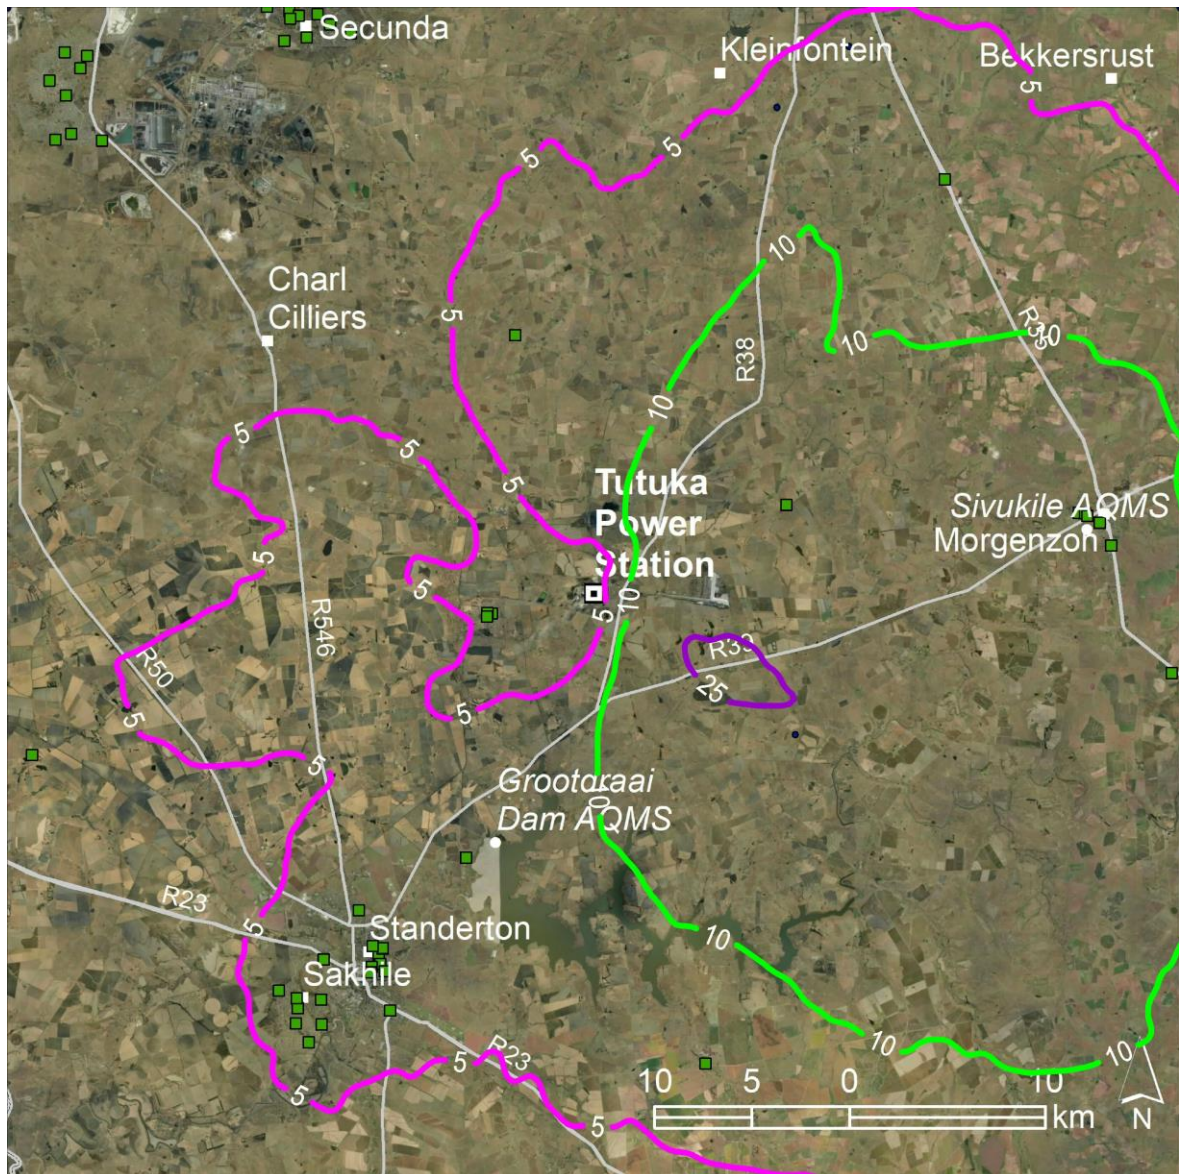 Secunda
Kleinfontein
Bekkersrust
5
5
5
Charl
Cilliers
10
5
10
R35
10
R38
10
5
5
5
Tutuka
Power
Station
Sivukile AQMS
Morgenzon
5
5
R546
5
10
R39
R50
25
5
5
5
Grootdraai
Dam AQMS
10
R23
5
Standerton
10
Sakhile
R23
10
10
5
5
5
10 5 0 10
km
N